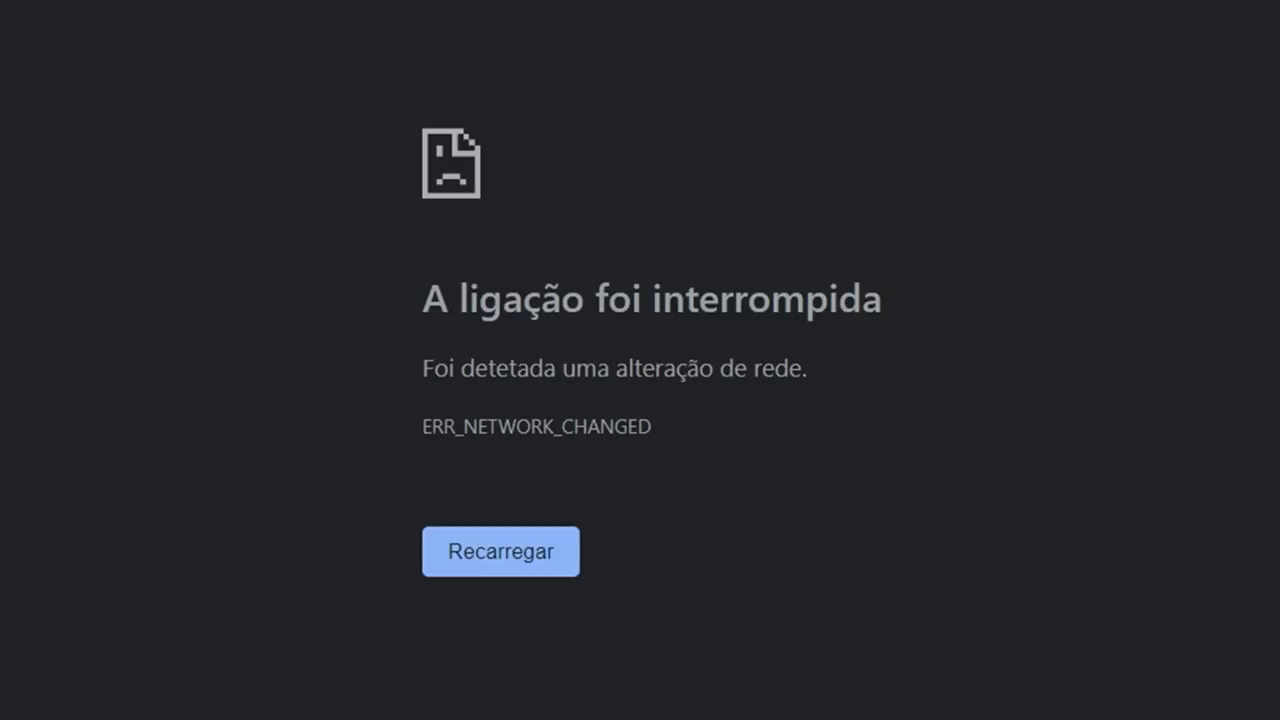 A ligação foi interrompida
Foi detetada uma alteração de rede.
ERR_NETWORK_CHANGED
Recarregar